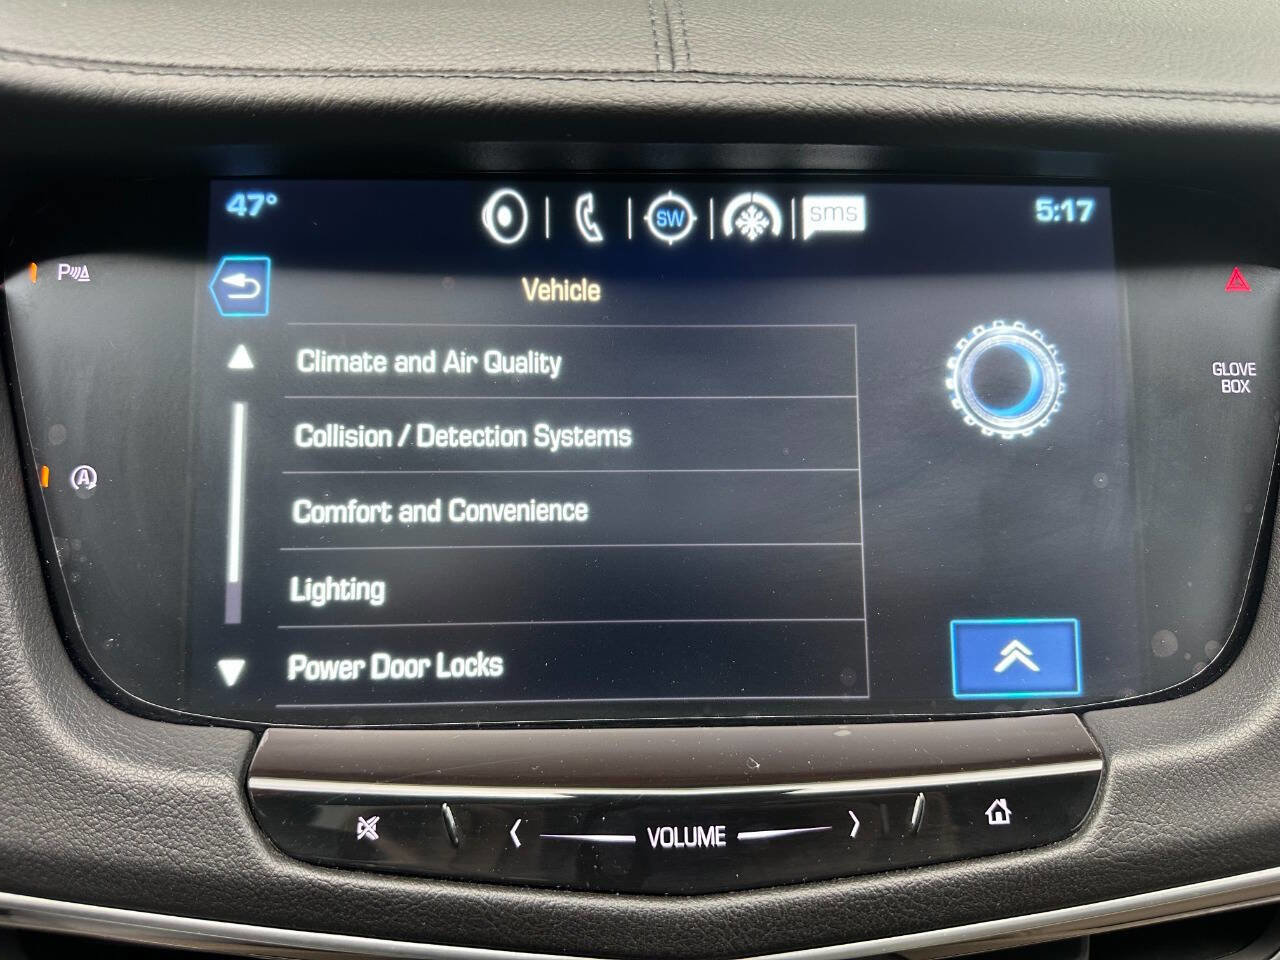 47°
SW
sms
5:17
P
Vehicle
Climate and Air Quality
GLOVE
BOX
Collision / Detection Systems
A
Comfort and Convenience
Lighting
Power Door Locks
VOLUME